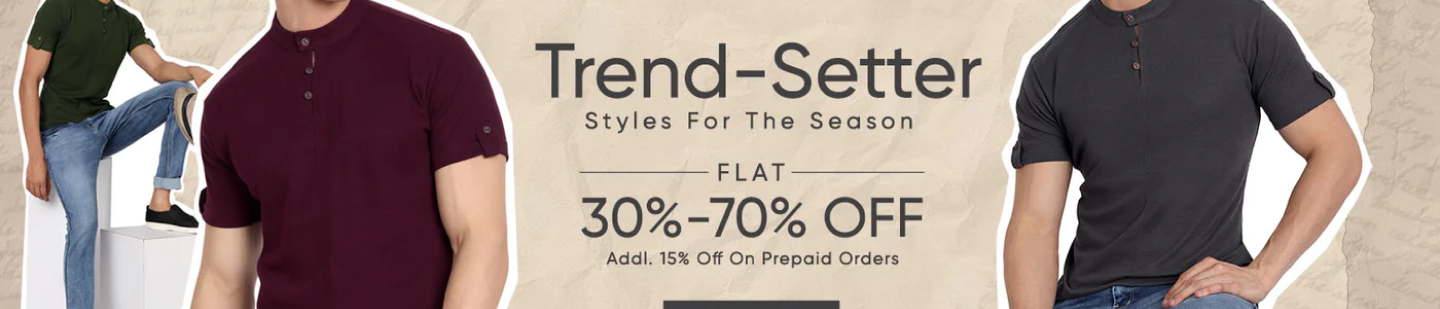 Trend-Setter
Styles For The Season
FLAT
30%-70% OFF
Addl. 15% Off On Prepaid Orders